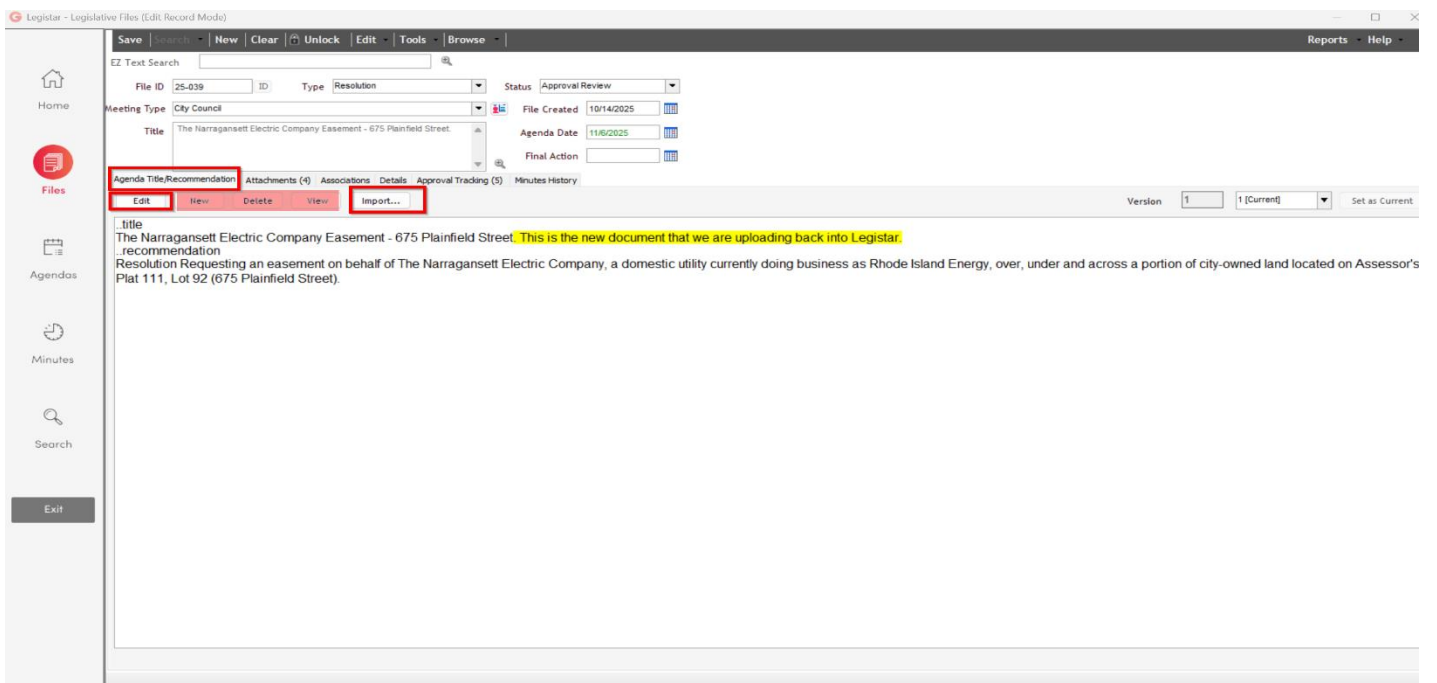 Legistar - Legislative Files (Edit Record Mode)
Save Search New Clear Unlock Edit Tools Browse Reports Help
EZ Text Search
File ID 25-039 ID Type Resolution Status Approval Review
Meeting Type City Council File Created 10/14/2025
Title The Narragansett Electric Company Easement - 675 Plainfield Street. Agenda Date 11/6/2025
Final Action
Agenda Title/Recommendation Attachments (4) Associations Details Approval Tracking (5) Minutes History
Edit New Delete View Import... Version 1 1 [Current] Set as Current
..title
The Narragansett Electric Company Easement - 675 Plainfield Street. This is the new document that we are uploading back into Legistar.
..recommendation
Resolution Requesting an easement on behalf of The Narragansett Electric Company, a domestic utility currently doing business as Rhode Island Energy, over, under and across a portion of city-owned land located on Assessor's
Plat 111, Lot 92 (675 Plainfield Street).
Home
Files
Agendas
Minutes
Search
Exit